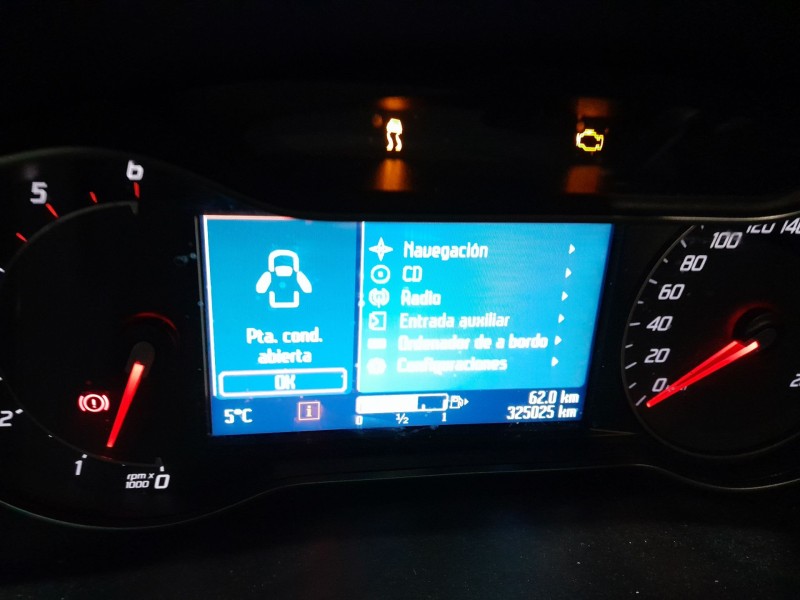 5
6
2
1
rpm x
1000
0
Pta. cond.
abierta
OK
Navegación
CD
Radio
Entrada auxiliar
Ordenador de a bordo
Configuraciones
5°C
i
0
½
1
62.0 km
325025 km
0
20
40
60
80
100
120
140